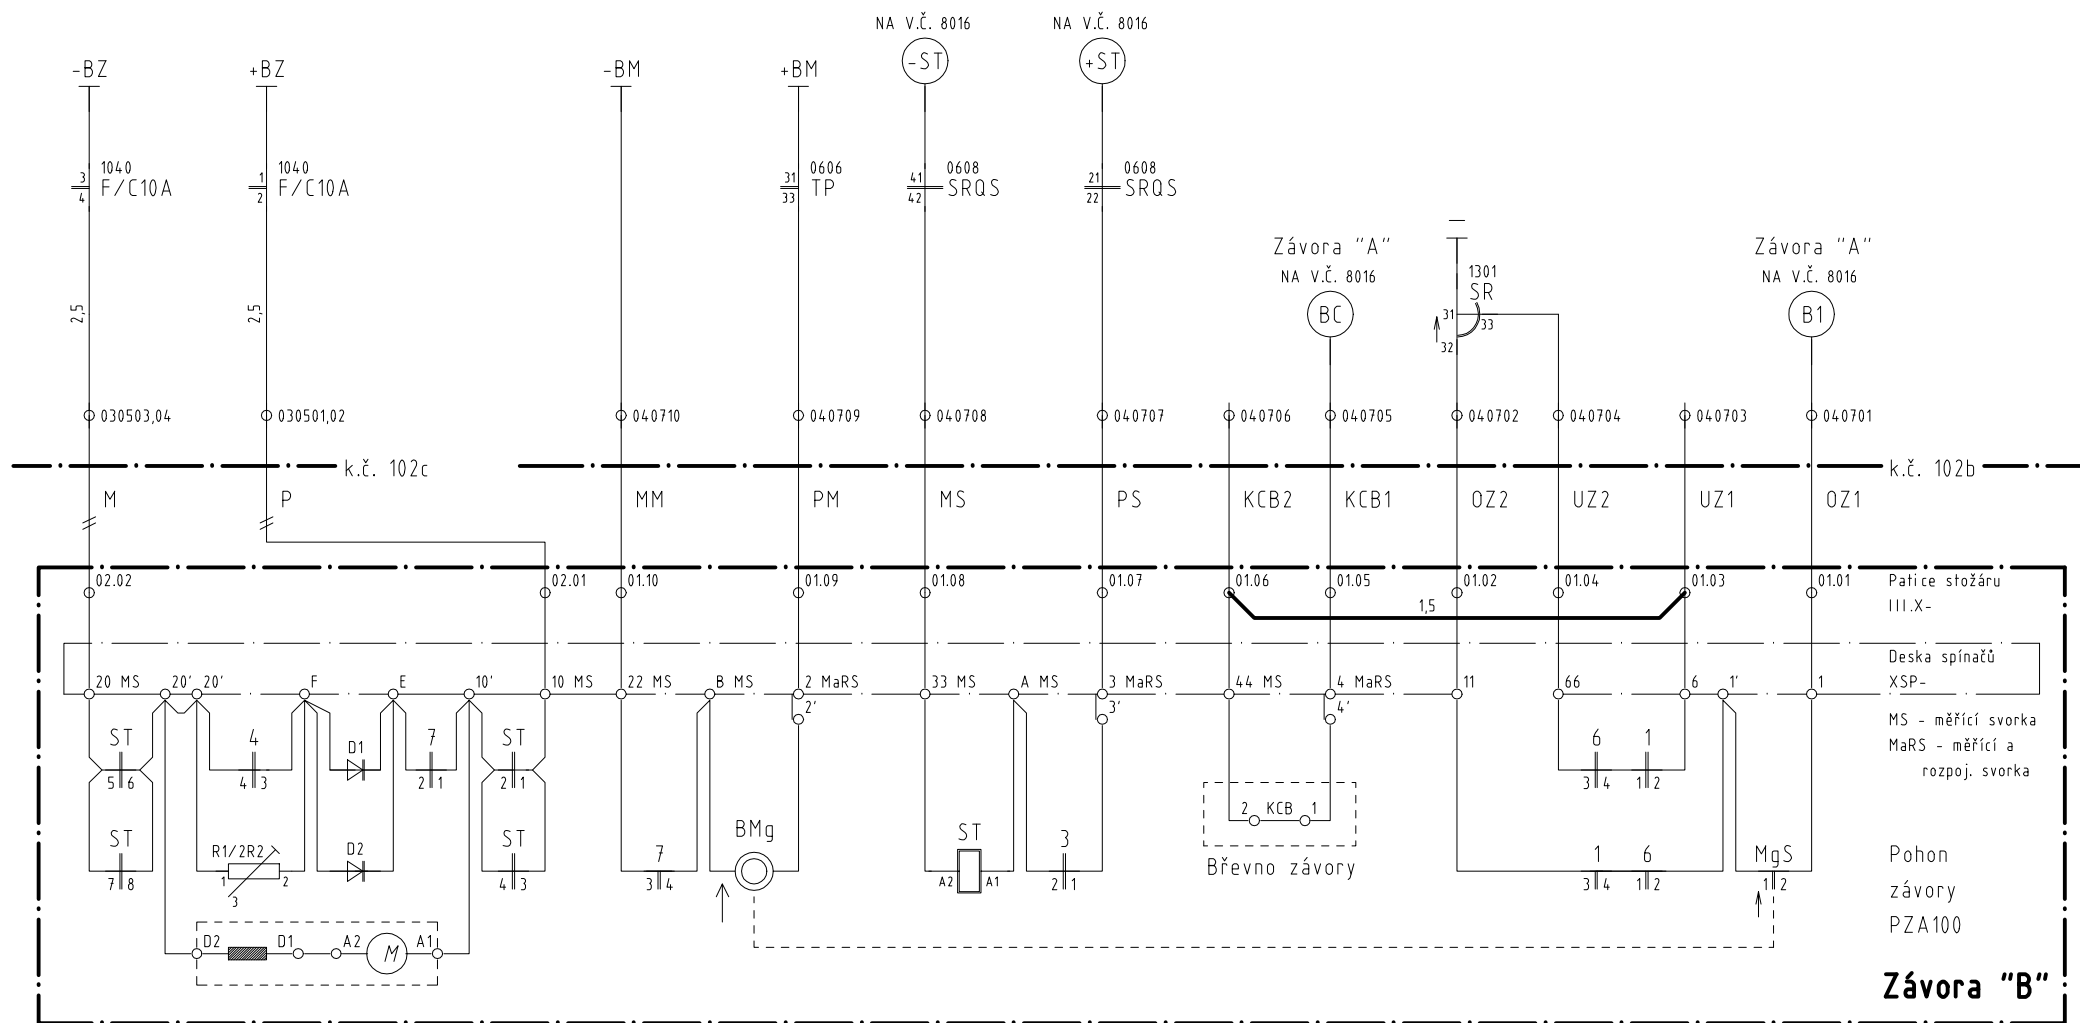 NA V.Č. 8016
NA V.Č. 8016
-BZ
+BZ
-BM
+BM
-ST
+ST
3
4
1040
F/C10A
1
2
1040
F/C10A
31
33
0606
TP
41
42
0608
SRQS
21
22
0608
SRQS
Závora "A"
NA V.Č. 8016
BC
1301
SR
31
33
32
Závora "A"
NA V.Č. 8016
B1
2,5
2,5
030503,04
030501,02
040710
040709
040708
040707
040706
040705
040702
040704
040703
040701
k.č. 102c
k.č. 102b
M
P
MM
PM
MS
PS
KCB2
KCB1
OZ2
UZ2
UZ1
OZ1
02.02
02.01
01.10
01.09
01.08
01.07
01.06
01.05
01.02
01.04
01.03
01.01
1,5
Patice stožáru
III.X-
Deska spínačů
XSP-
20 MS
20'
20'
F
E
10'
10 MS
22 MS
B MS
2 MaRS
33 MS
A MS
3 MaRS
44 MS
4 MaRS
11
66
6
1'
1
2'
3'
4'
MS - měřící svorka
MaRS - měřící a
rozpoj. svorka
ST
5
6
4
4
3
D1
7
2
1
ST
2
1
6
3
4
1
1
2
2
KCB
1
Břevno závory
ST
7
8
R1/2R2
1
2
3
D2
ST
4
3
7
3
4
BMg
ST
A2
A1
3
2
1
1
3
4
6
1
2
MgS
1
2
Pohon
závory
PZA100
D2
D1
A2
M
A1
Závora "B"